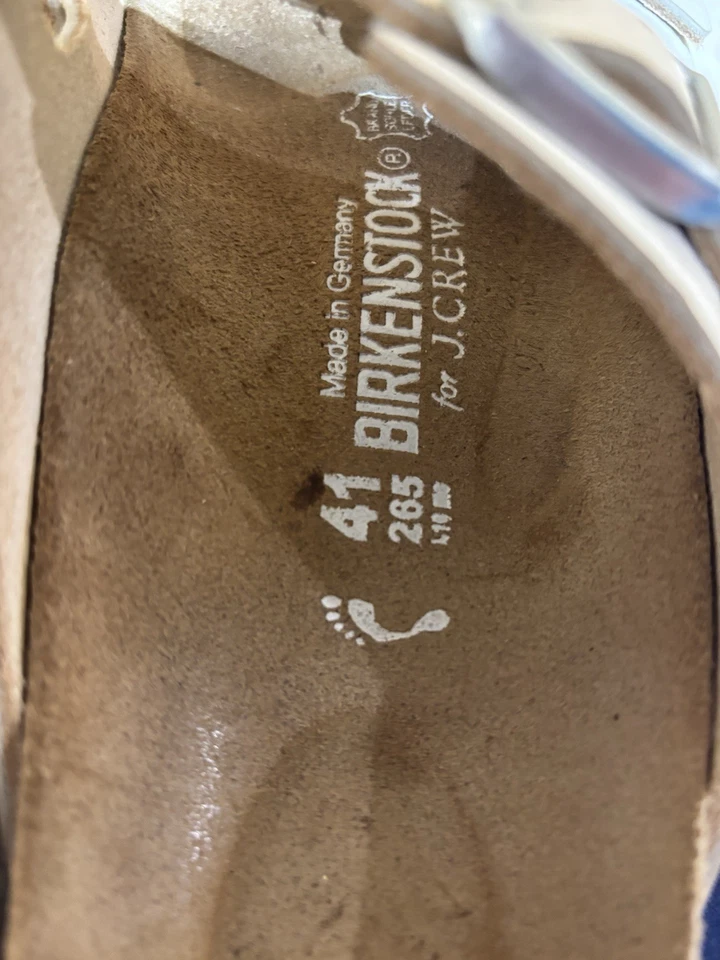 41
265
Made in Germany
BIRKENSTOCK®
for J.CREW